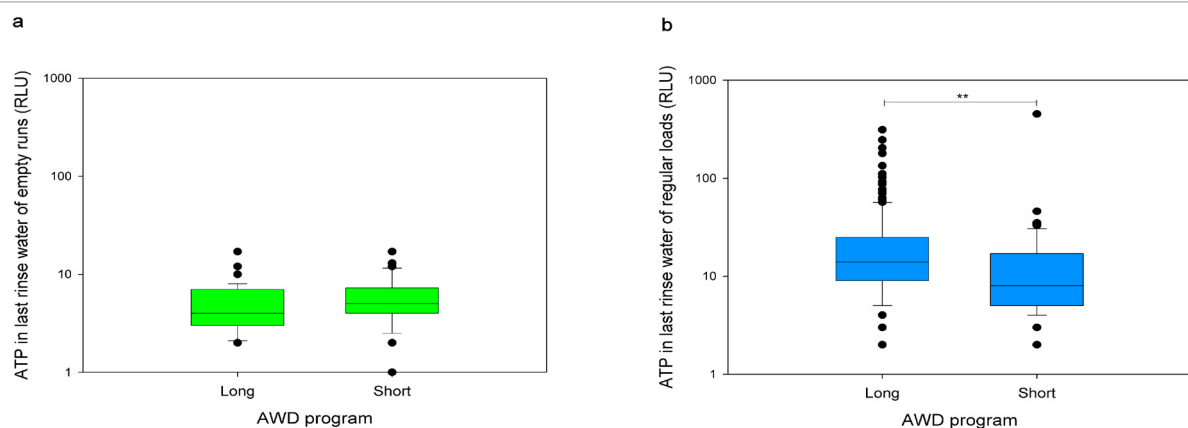 a
ATP in last rinse water of empty runs (RLU)
1000
100
10
1
Long
Short
AWD program
b
ATP in last rinse water of regular loads (RLU)
1000
100
10
1
**
Long
Short
AWD program